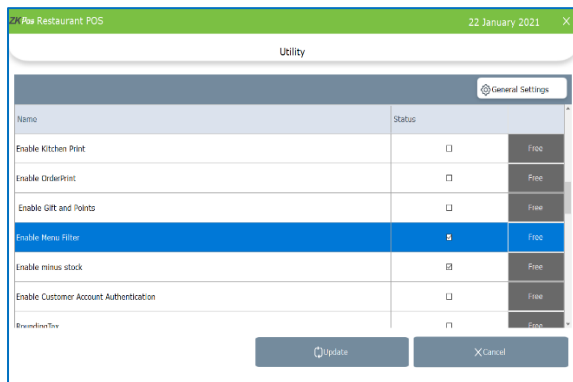 ZKPos Restaurant POS 22 January 2021 X
Utility
General Settings
Name Status
Enable Kitchen Print Free
Enable OrderPrint Free
Enable Gift and Points Free
Enable Menu Filter Free
Enable minus stock Free
Enable Customer Account Authentication Free
RoundingTax Free
Update Cancel